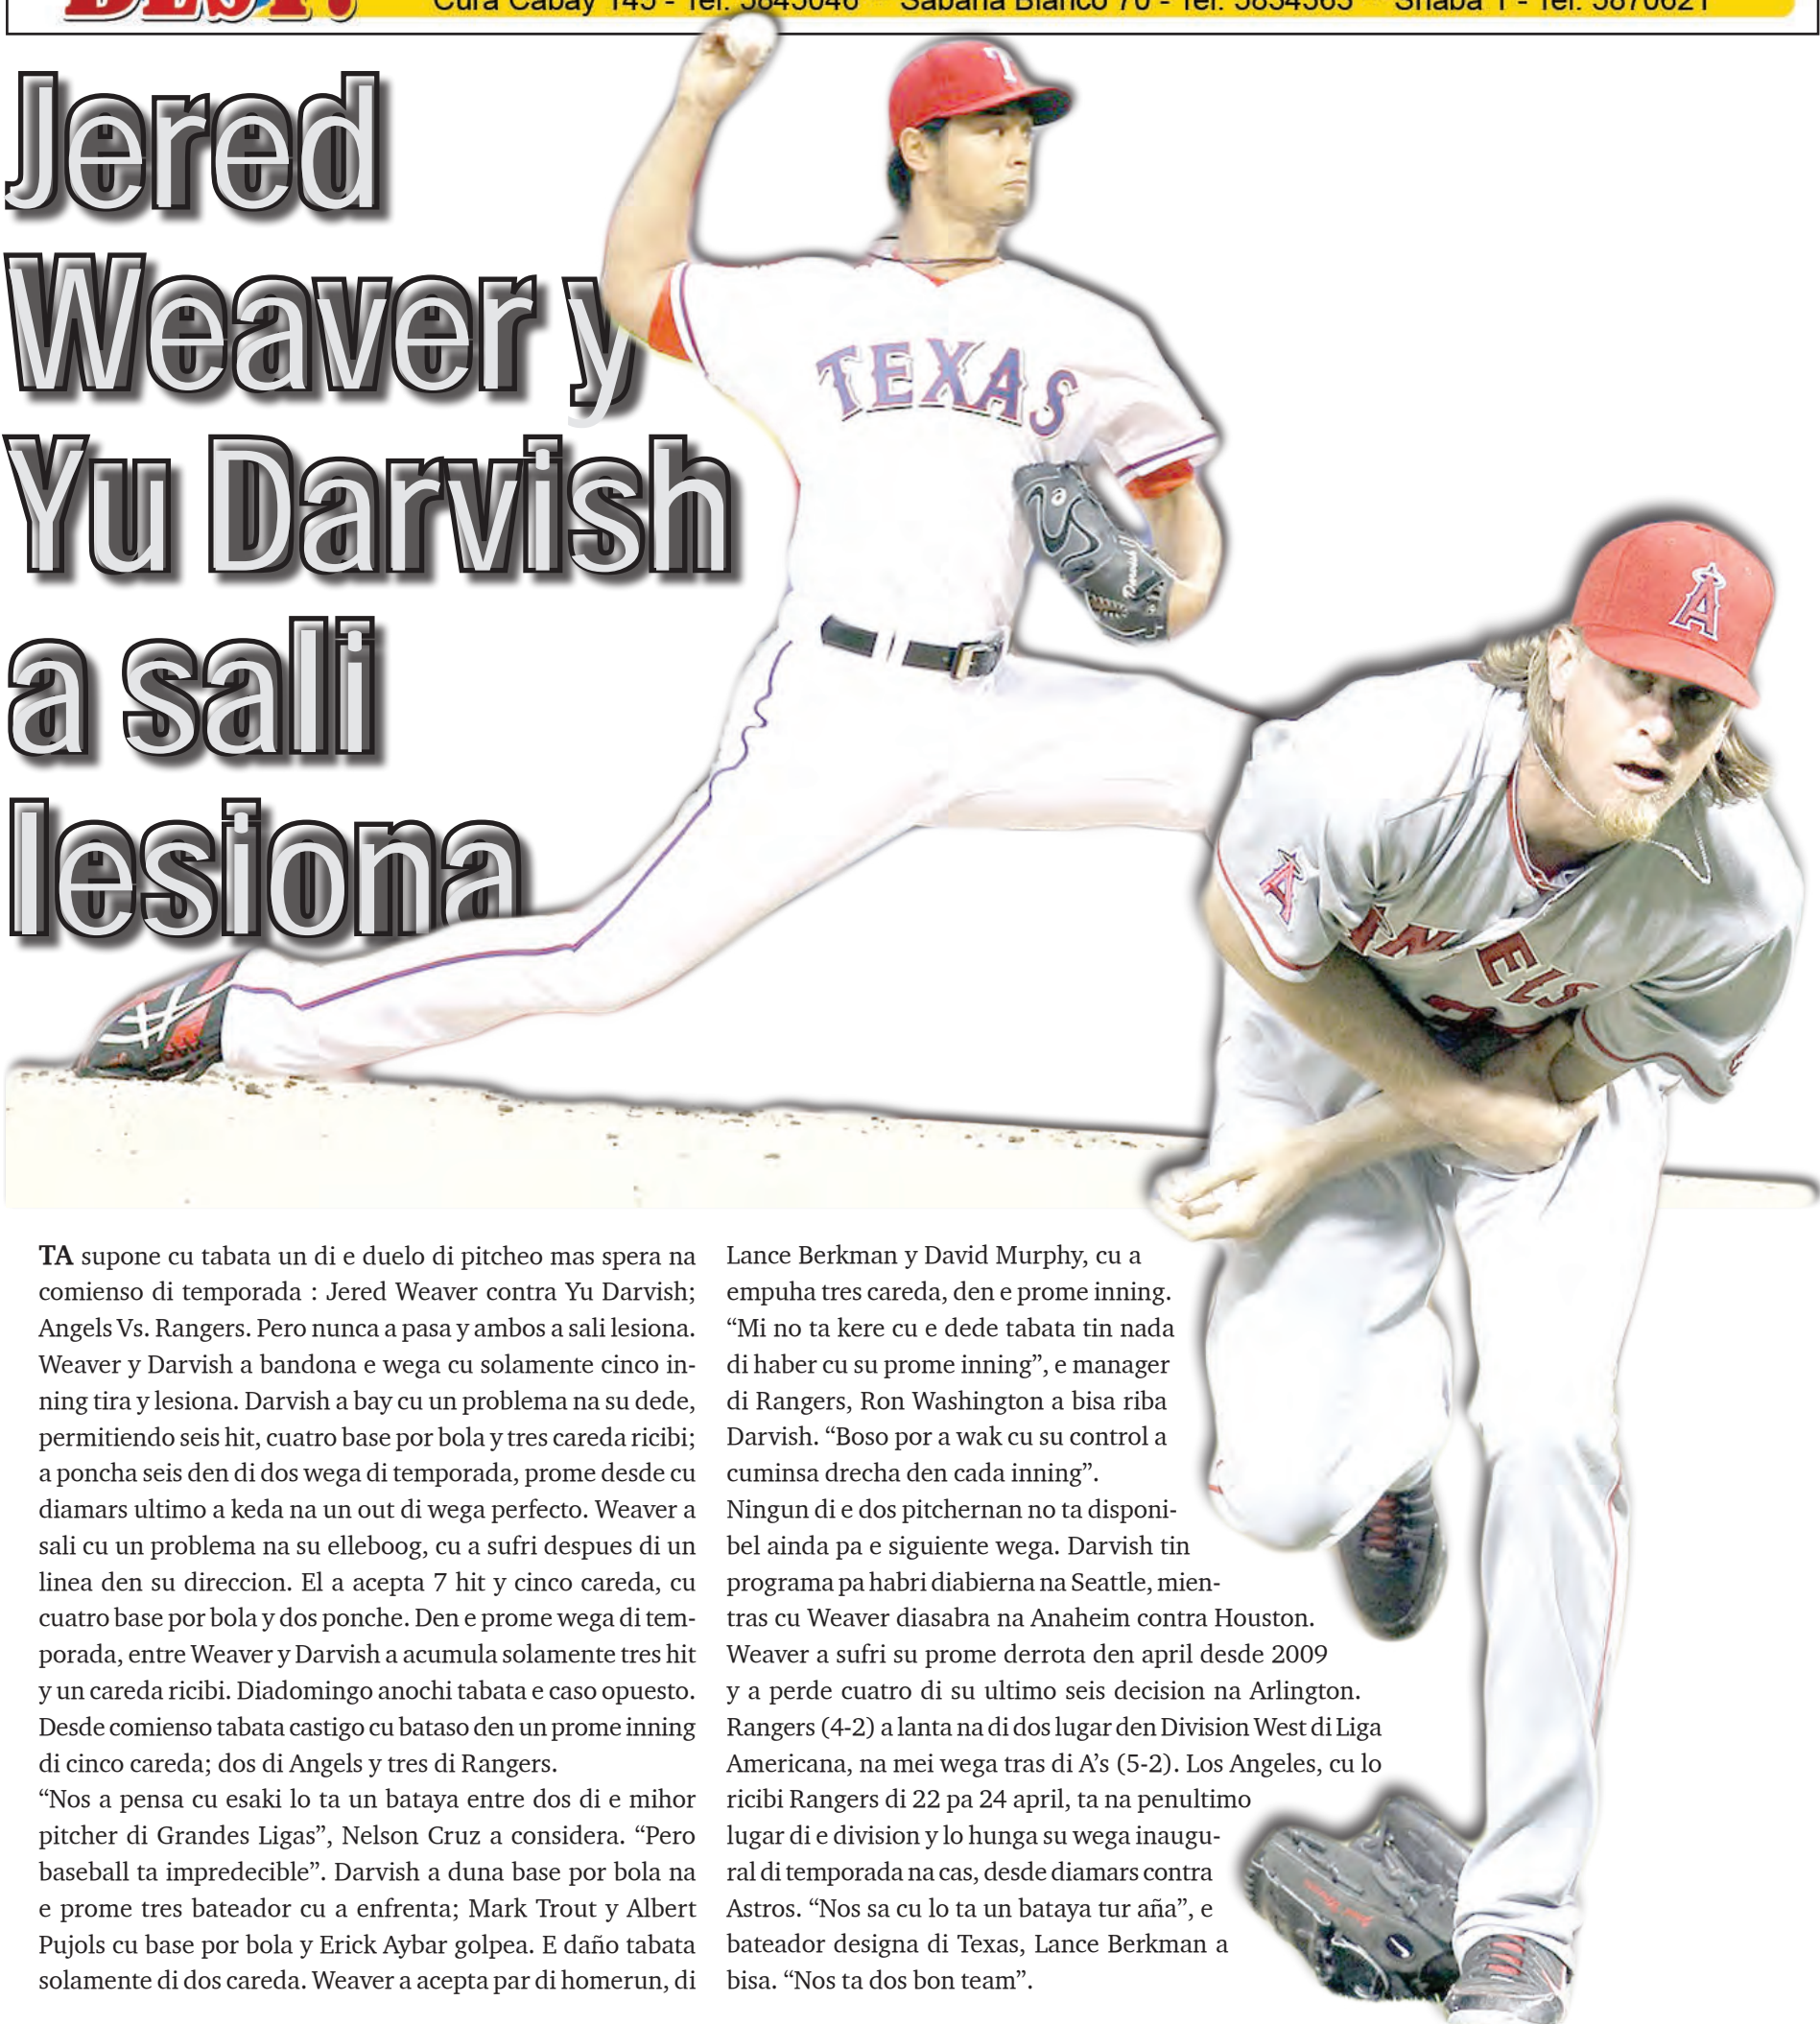 BEST!
Cura Cabay 145 - Tel. 5845046 Sabana Blanco 70 - Tel. 5834565 Shaba 1 - Tel. 5870621
Jered
Weaver y
Yu Darvish
a sali
lesiona
T
TEXAS
Darvish
A
A
ANGELS
TA supone cu tabata un di e duelo di pitcheo mas spera na
comienso di temporada : Jered Weaver contra Yu Darvish;
Angels Vs. Rangers. Pero nunca a pasa y ambos a sali lesiona.
Weaver y Darvish a bandona e wega cu solamente cinco in-
ning tira y lesiona. Darvish a bay cu un problema na su dede,
permitiendo seis hit, cuatro base por bola y tres careda ricibi;
a poncha seis den di dos wega di temporada, prome desde cu
diamars ultimo a keda na un out di wega perfecto. Weaver a
sali cu un problema na su elleboog, cu a sufri despues di un
linea den su direccion. El a acepta 7 hit y cinco careda, cu
cuatro base por bola y dos ponche. Den e prome wega di tem-
porada, entre Weaver y Darvish a acumula solamente tres hit
y un careda ricibi. Diadomingo anochi tabata e caso opuesto.
Desde comienso tabata castigo cu bataso den un prome inning
di cinco careda; dos di Angels y tres di Rangers.
“Nos a pensa cu esaki lo ta un bataya entre dos di e mihor
pitcher di Grandes Ligas”, Nelson Cruz a considera. “Pero
baseball ta impredecible”. Darvish a duna base por bola na
e prome tres bateador cu a enfrenta; Mark Trout y Albert
Pujols cu base por bola y Erick Aybar golpea. E daño tabata
solamente di dos careda. Weaver a acepta par di homerun, di
Lance Berkman y David Murphy, cu a
empuha tres careda, den e prome inning.
“Mi no ta kere cu e dede tabata tin nada
di haber cu su prome inning”, e manager
di Rangers, Ron Washington a bisa riba
Darvish. “Boso por a wak cu su control a
cuminsa drecha den cada inning”.
Ningun di e dos pitchernan no ta disponi-
bel ainda pa e siguiente wega. Darvish tin
programa pa habri diabierna na Seattle, mien-
tras cu Weaver diasabra na Anaheim contra Houston.
Weaver a sufri su prome derrota den april desde 2009
y a perde cuatro di su ultimo seis decision na Arlington.
Rangers (4-2) a lanta na di dos lugar den Division West di Liga
Americana, na mei wega tras di A’s (5-2). Los Angeles, cu lo
ricibi Rangers di 22 pa 24 april, ta na penultimo
lugar di e division y lo hunga su wega inaugu-
ral di temporada na cas, desde diamars contra
Astros. “Nos sa cu lo ta un bataya tur aña”, e
bateador designa di Texas, Lance Berkman a
bisa. “Nos ta dos bon team”.